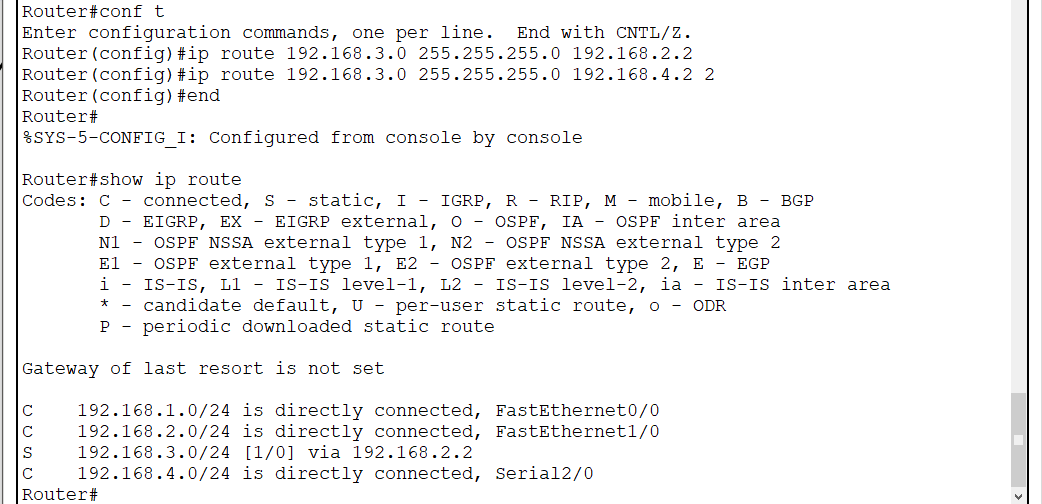 Router#conf t
Enter configuration commands, one per line.  End with CNTL/Z.
Router(config)#ip route 192.168.3.0 255.255.255.0 192.168.2.2
Router(config)#ip route 192.168.3.0 255.255.255.0 192.168.4.2 2
Router(config)#end
Router#
%SYS-5-CONFIG_I: Configured from console by console

Router#show ip route
Codes: C - connected, S - static, I - IGRP, R - RIP, M - mobile, B - BGP
       D - EIGRP, EX - EIGRP external, O - OSPF, IA - OSPF inter area
       N1 - OSPF NSSA external type 1, N2 - OSPF NSSA external type 2
       E1 - OSPF external type 1, E2 - OSPF external type 2, E - EGP
       i - IS-IS, L1 - IS-IS level-1, L2 - IS-IS level-2, ia - IS-IS inter area
       * - candidate default, U - per-user static route, o - ODR
       P - periodic downloaded static route

Gateway of last resort is not set

C    192.168.1.0/24 is directly connected, FastEthernet0/0
C    192.168.2.0/24 is directly connected, FastEthernet1/0
S    192.168.3.0/24 [1/0] via 192.168.2.2
C    192.168.4.0/24 is directly connected, Serial2/0
Router#